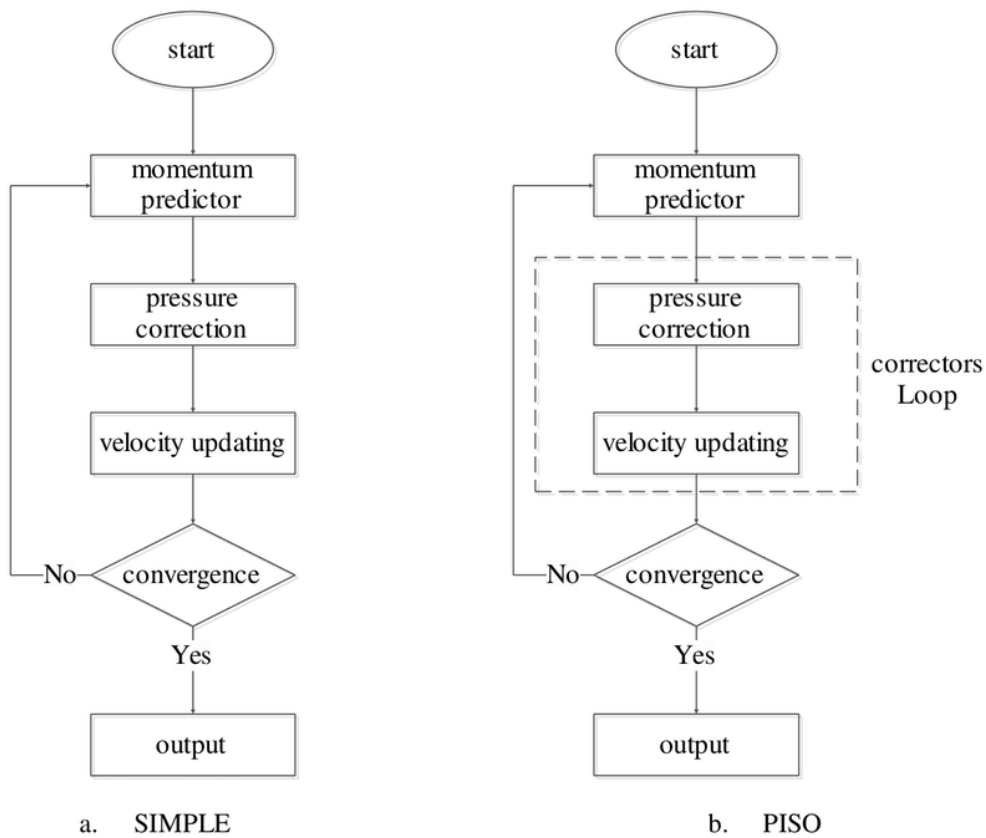 start
momentum
predictor
pressure
correction
velocity updating
convergence
No
Yes
output
a. SIMPLE
start
momentum
predictor
pressure
correction
velocity updating
correctors
Loop
convergence
No
Yes
output
b. PISO